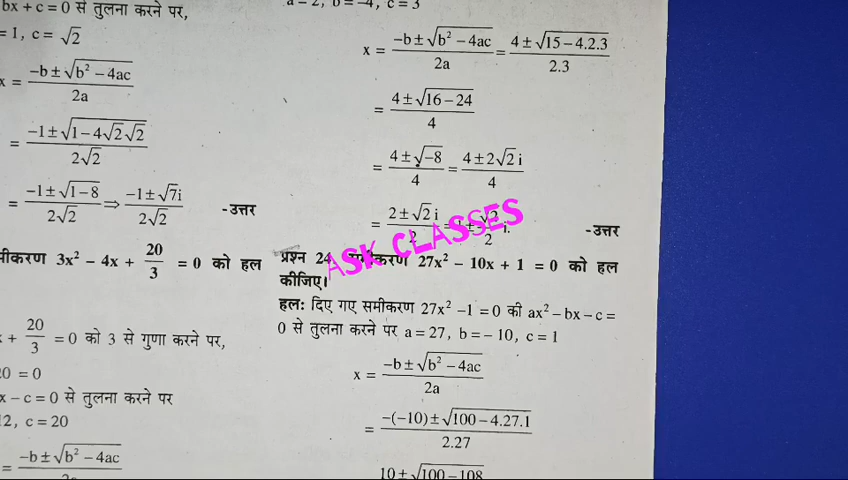 bx + c = 0 से तुलना करने पर,
= 1, c = √2
x = (-b ± √(b² - 4ac)) / 2a
= (-1 ± √(1 - 4√2√2)) / 2√2
= (-1 ± √(1-8)) / 2√2 ⇒ (-1 ± √7i) / 2√2 -उत्तर
मीकरण 3x² - 4x + 20/3 = 0 को हल
+ 20/3 = 0 को 3 से गुणा करने पर,
0 = 0
x - c = 0 से तुलना करने पर
2, c = 20
= (-b ± √(b² - 4ac)) /
a = 2, b = -4, c = 3
x = (-b ± √(b² - 4ac)) / 2a = (4 ± √(15 - 4.2.3)) / 2.3
= (4 ± √(16 - 24)) / 4
= (4 ± √-8) / 4 = (4 ± 2√2 i) / 4
= (2 ± √2 i) / 2 -उत्तर
ASK CLASSES
प्रश्न 24. समीकरण 27x² - 10x + 1 = 0 को हल
कीजिए।
हल: दिए गए समीकरण 27x² -1 = 0 की ax² - bx - c =
0 से तुलना करने पर a = 27, b = - 10, c = 1
x = (-b ± √(b² - 4ac)) / 2a
= (-(-10) ± √(100 - 4.27.1)) / 2.27
10 ± √(100 - 108)